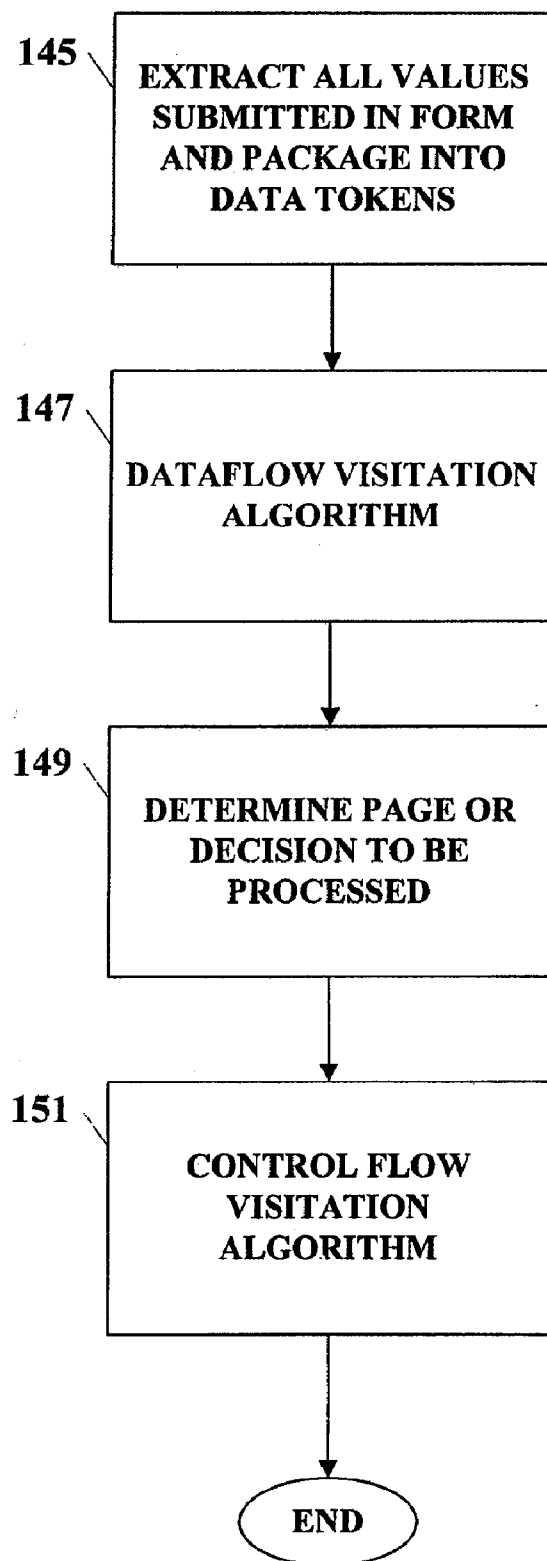 145
EXTRACT ALL VALUES
SUBMITTED IN FORM
AND PACKAGE INTO
DATA TOKENS
147
DATAFLOW VISITATION
ALGORITHM
149
DETERMINE PAGE OR
DECISION TO BE
PROCESSED
151
CONTROL FLOW
VISITATION
ALGORITHM
END